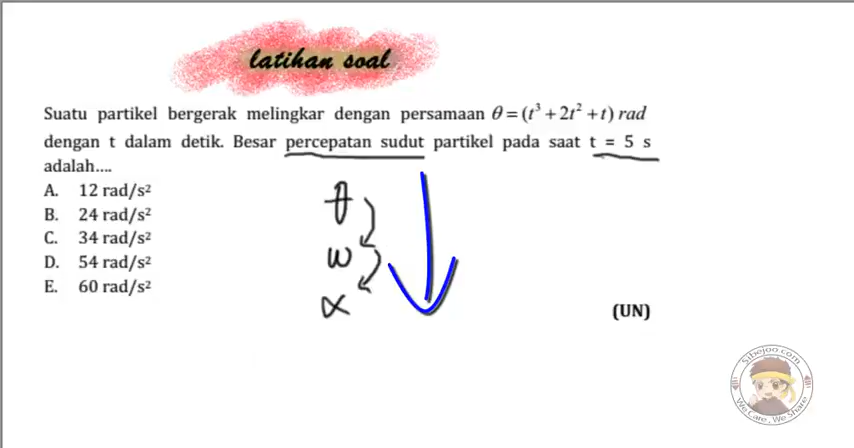 latihan soal
Suatu partikel bergerak melingkar dengan persamaan θ = (t³ + 2t² + t) rad
dengan t dalam detik. Besar percepatan sudut partikel pada saat t = 5 s
adalah....
A. 12 rad/s²
B. 24 rad/s²
C. 34 rad/s²
D. 54 rad/s²
E. 60 rad/s²
θ
ω
α
(UN)
Sibejoo.com
We Care, We Share